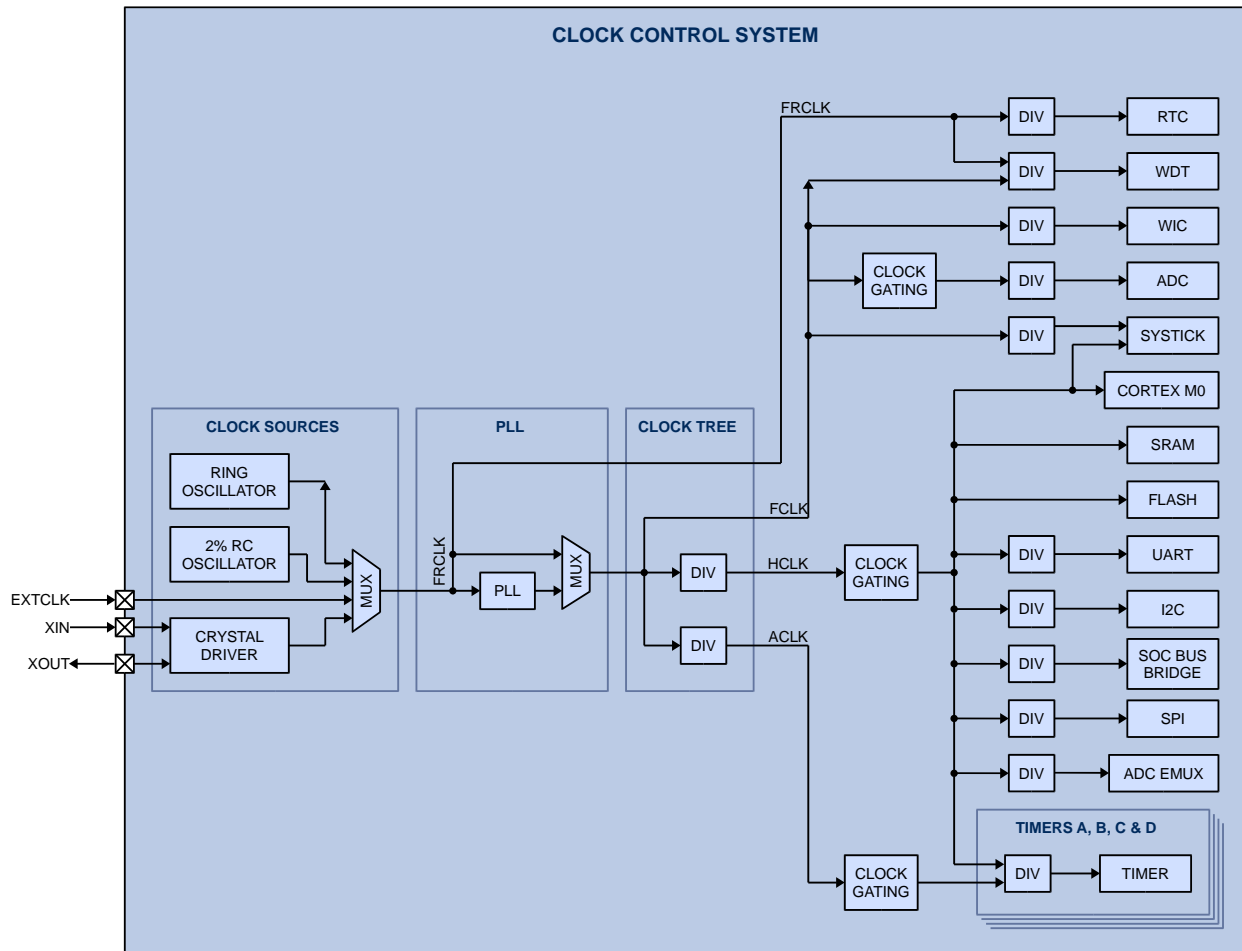 CLOCK CONTROL SYSTEM
FRCLK
DIV
RTC
DIV
WDT
DIV
WIC
CLOCK
GATING
DIV
ADC
DIV
SYSTICK
CORTEX M0
CLOCK SOURCES
PLL
CLOCK TREE
SRAM
RING
OSCILLATOR
FLASH
FCLK
2% RC
OSCILLATOR
MUX
FRCLK
PLL
MUX
DIV
HCLK
CLOCK
GATING
DIV
UART
EXTCLK
XIN
XOUT
CRYSTAL
DRIVER
DIV
ACLK
DIV
I2C
DIV
SOC BUS
BRIDGE
DIV
SPI
DIV
ADC EMUX
TIMERS A, B, C & D
CLOCK
GATING
DIV
TIMER